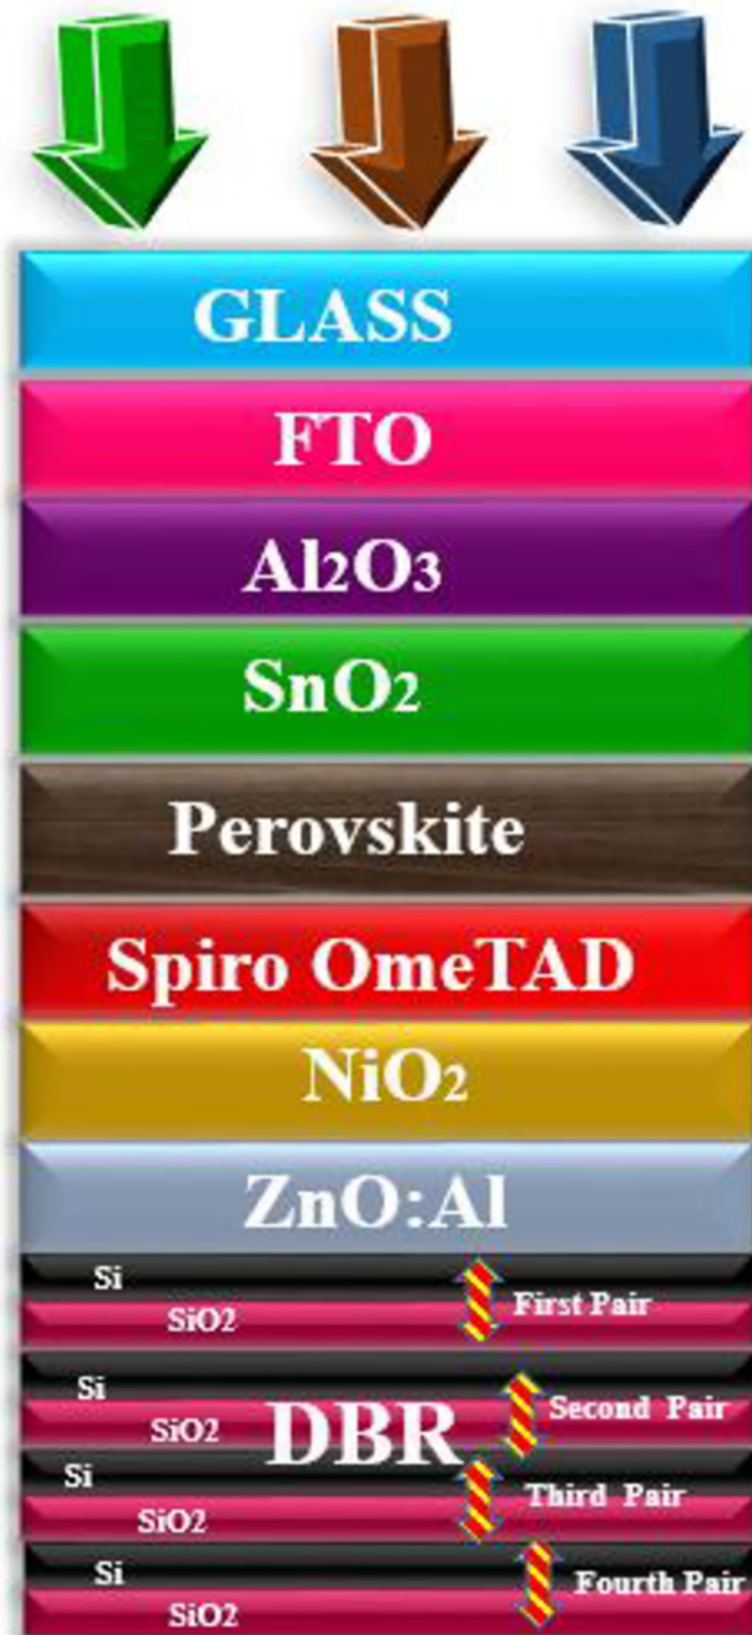 GLASS
FTO
Al2O3
SnO2
Perovskite
Spiro OmeTAD
NiO2
ZnO:Al
Si
First Pair
SiO2
Si
Second Pair
SiO2
DBR
Si
Third Pair
SiO2
Si
Fourth Pair
SiO2